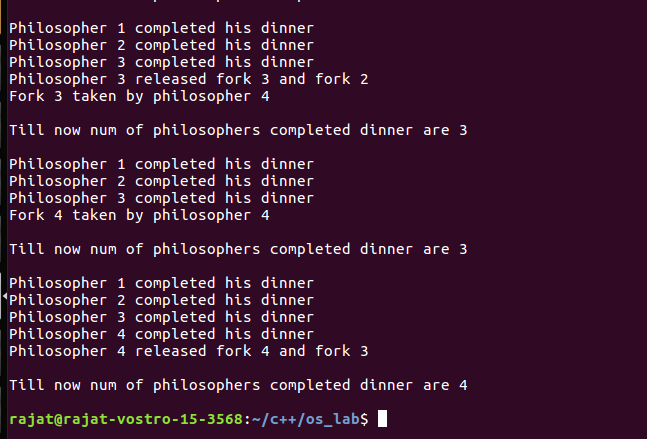 Philosopher 1 completed his dinner
Philosopher 2 completed his dinner
Philosopher 3 completed his dinner
Philosopher 3 released fork 3 and fork 2
Fork 3 taken by philosopher 4
Till now num of philosophers completed dinner are 3
Philosopher 1 completed his dinner
Philosopher 2 completed his dinner
Philosopher 3 completed his dinner
Fork 4 taken by philosopher 4
Till now num of philosophers completed dinner are 3
Philosopher 1 completed his dinner
Philosopher 2 completed his dinner
Philosopher 3 completed his dinner
Philosopher 4 completed his dinner
Philosopher 4 released fork 4 and fork 3
Till now num of philosophers completed dinner are 4
rajat@rajat-vostro-15-3568:~/c++/os_lab$